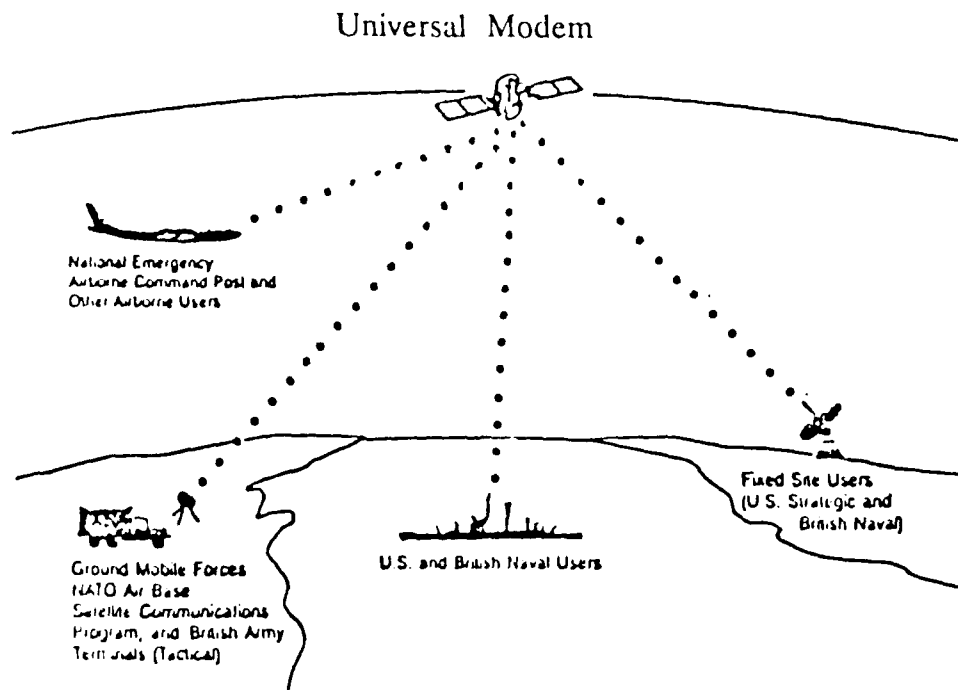 Universal Modem
National Emergency
Airborne Command Post and
Other Airborne Users
Fixed Site Users
(U.S. Strategic and
British Naval)
U.S. and British Naval Users
Ground Mobile Forces
NATO Air Base
Satellite Communications
Program, and British Army
Terminals (Tactical)